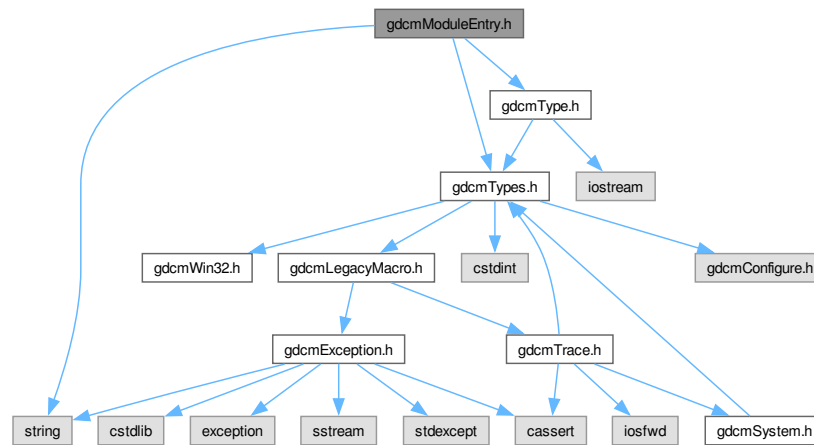 gdcmModuleEntry.h
gdcmType.h
gdcmTypes.h
iostream
gdcmWin32.h
gdcmLegacyMacro.h
cstdint
gdcmConfigure.h
gdcmException.h
gdcmTrace.h
string
cstdlib
exception
sstream
stdexcept
cassert
iosfwd
gdcmSystem.h